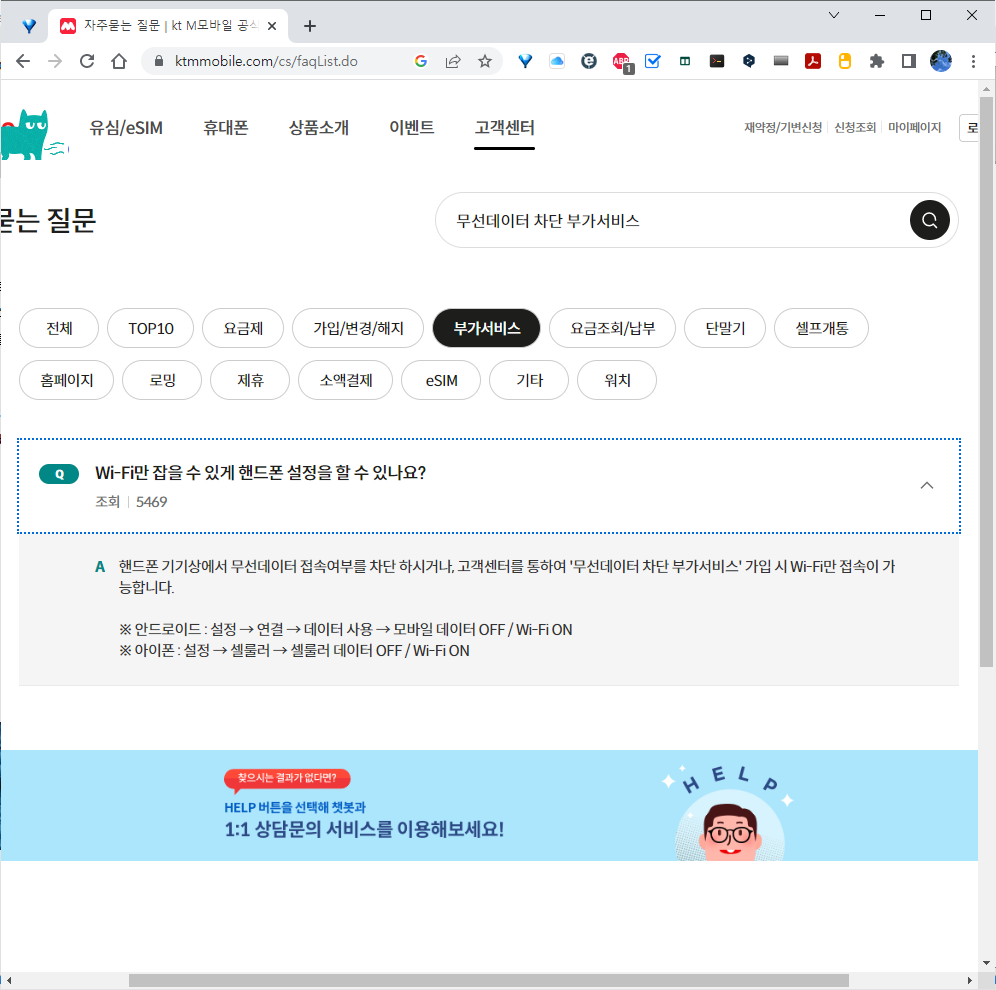 자주묻는 질문 | kt M모바일 공식
ktmmobile.com/cs/faqList.do
ABP
1
유심/eSIM 휴대폰 상품소개 이벤트 고객센터
재약정/기변신청 신청조회 마이페이지 로
묻는 질문
무선데이터 차단 부가서비스
전체 TOP10 요금제 가입/변경/해지 부가서비스 요금조회/납부 단말기 셀프개통
홈페이지 로밍 제휴 소액결제 eSIM 기타 워치
Q Wi-Fi만 잡을 수 있게 핸드폰 설정을 할 수 있나요?
조회 | 5469
A 핸드폰 기기상에서 무선데이터 접속여부를 차단 하시거나, 고객센터를 통하여 '무선데이터 차단 부가서비스' 가입 시 Wi-Fi만 접속이 가
능합니다.
※ 안드로이드 : 설정 → 연결 → 데이터 사용 → 모바일 데이터 OFF / Wi-Fi ON
※ 아이폰 : 설정 → 셀룰러 → 셀룰러 데이터 OFF / Wi-Fi ON
찾으시는 결과가 없다면?
HELP 버튼을 선택해 챗봇과
1:1 상담문의 서비스를 이용해보세요!
HELP